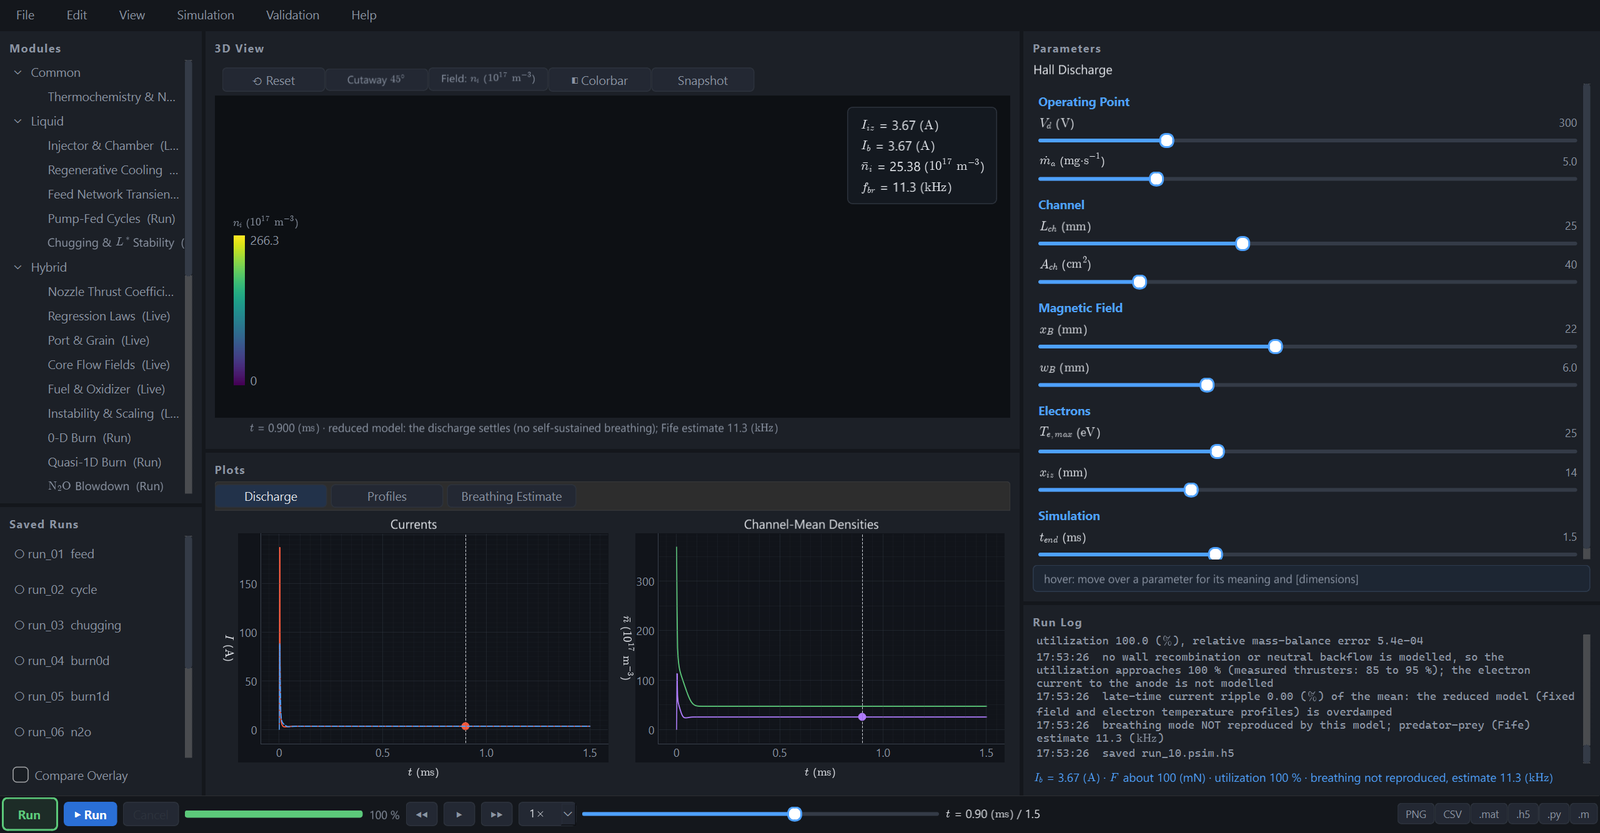 File Edit View Simulation Validation Help
Modules
Common
Thermochemistry & N...
Liquid
Injector & Chamber (L...
Regenerative Cooling ...
Feed Network Transien...
Pump-Fed Cycles (Run)
Chugging & L* Stability (
Hybrid
Nozzle Thrust Coeffici...
Regression Laws (Live)
Port & Grain (Live)
Core Flow Fields (Live)
Fuel & Oxidizer (Live)
Instability & Scaling (L...
0-D Burn (Run)
Quasi-1D Burn (Run)
N₂O Blowdown (Run)
Saved Runs
run_01 feed
run_02 cycle
run_03 chugging
run_04 burn0d
run_05 burn1d
run_06 n2o
Compare Overlay
3D View
⟲ Reset Cutaway 45° Field: nᵢ (10¹⁷ m⁻³) Colorbar Snapshot
I_iz = 3.67 (A)
I_b = 3.67 (A)
n̄ᵢ = 25.38 (10¹⁷ m⁻³)
f_br = 11.3 (kHz)
nᵢ (10¹⁷ m⁻³)
266.3
0
t = 0.900 (ms) · reduced model: the discharge settles (no self-sustained breathing); Fife estimate 11.3 (kHz)
Plots
Discharge Profiles Breathing Estimate
Currents
I (A)
150
100
50
0
0 0.5 1.0 1.5
t (ms)
Channel-Mean Densities
n̄ (10¹⁷ m⁻³)
300
200
100
0
0 0.5 1.0 1.5
t (ms)
Parameters
Hall Discharge
Operating Point
V_d (V) 300
ṁ_a (mg·s⁻¹) 5.0
Channel
L_ch (mm) 25
A_ch (cm²) 40
Magnetic Field
x_B (mm) 22
w_B (mm) 6.0
Electrons
T_e,max (eV) 25
x_iz (mm) 14
Simulation
t_end (ms) 1.5
hover: move over a parameter for its meaning and [dimensions]
Run Log
utilization 100.0 (%), relative mass-balance error 5.4e-04
17:53:26 no wall recombination or neutral backflow is modelled, so the
utilization approaches 100 % (measured thrusters: 85 to 95 %); the electron
current to the anode is not modelled
17:53:26 late-time current ripple 0.00 (%) of the mean: the reduced model (fixed
field and electron temperature profiles) is overdamped
17:53:26 breathing mode NOT reproduced by this model; predator-prey (Fife)
estimate 11.3 (kHz)
17:53:26 saved run_10.psim.h5
I_b = 3.67 (A) · F about 100 (mN) · utilization 100 % · breathing not reproduced, estimate 11.3 (kHz)
Run Run Cancel 100 % 1× t = 0.90 (ms) / 1.5 PNG CSV .mat .h5 .py .m